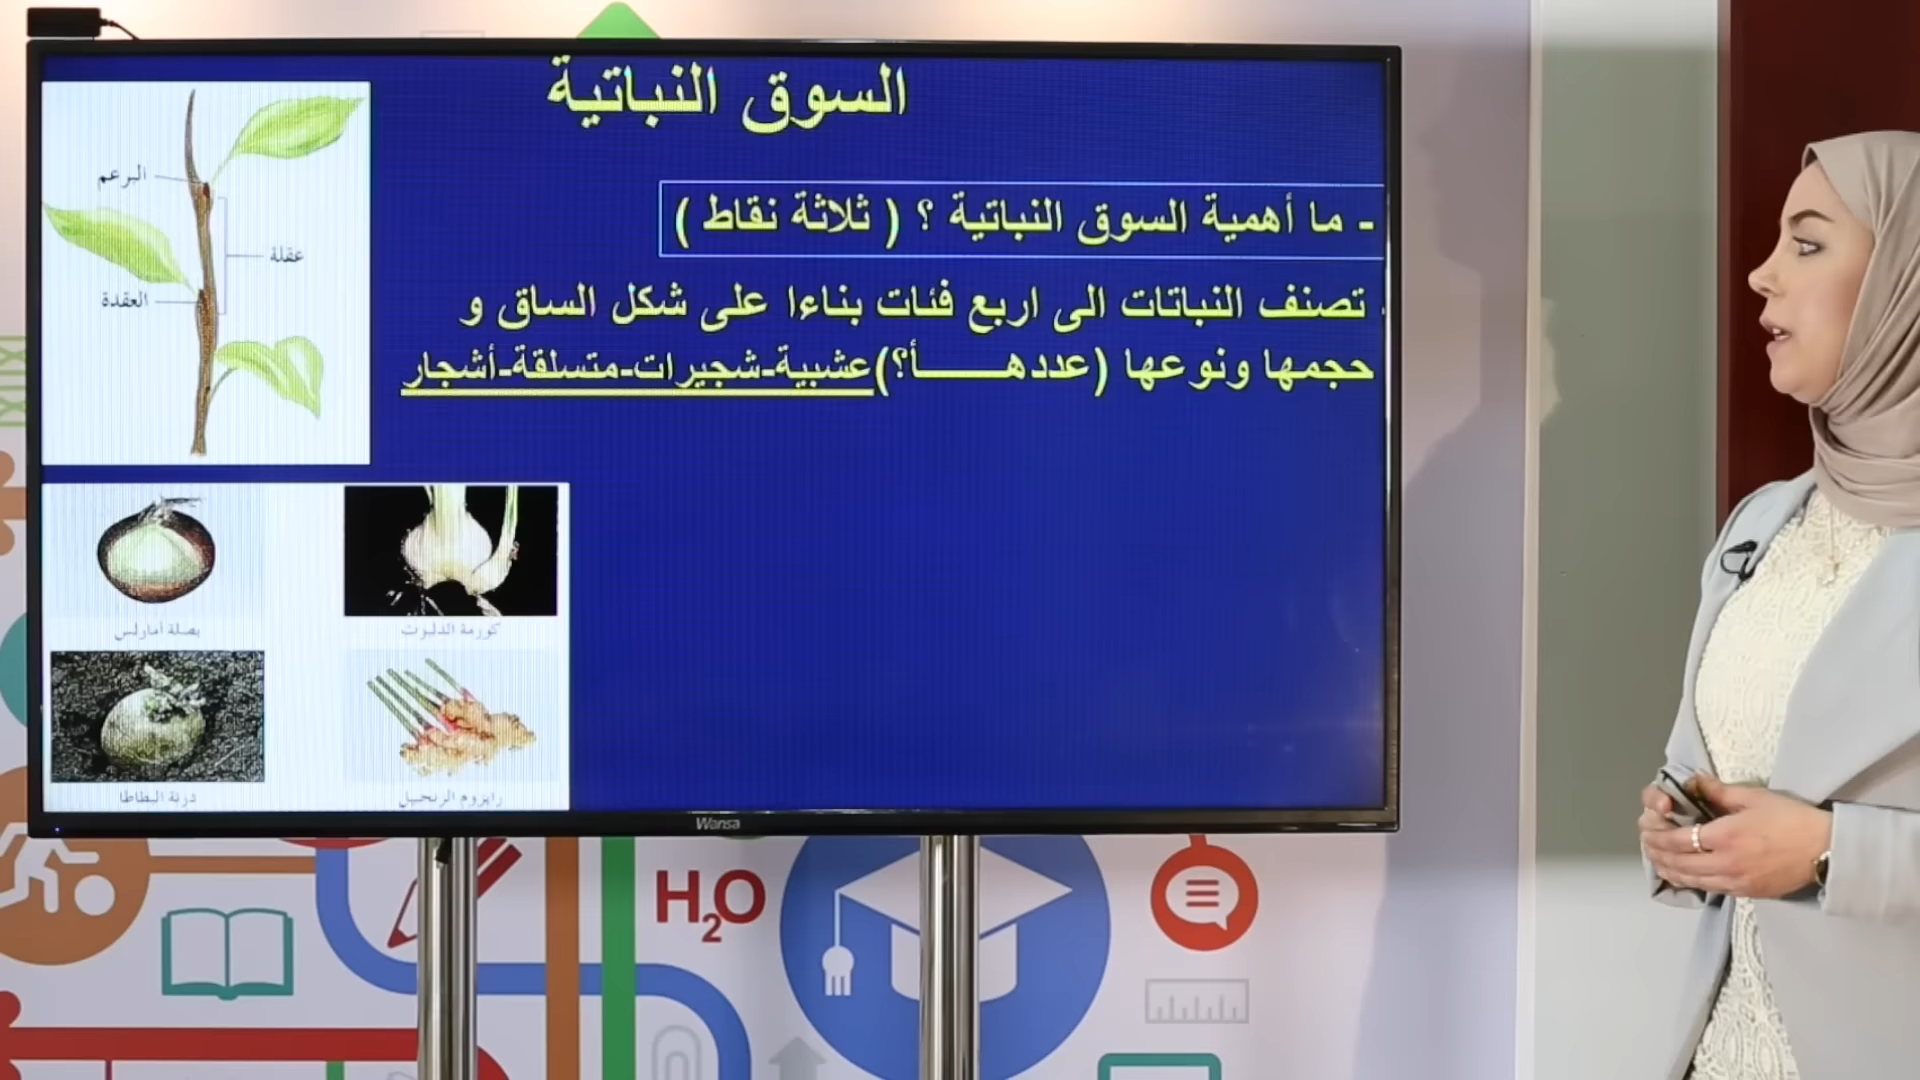 السوق النباتية
- ما أهمية السوق النباتية ؟ ( ثلاثة نقاط )
- تصنف النباتات الى اربع فئات بناءا على شكل الساق و
حجمها ونوعها (عددهـــــــأ؟)عشبية-شجيرات-متسلقة-أشجار
البرعم
عقلة
العقدة
كورمة الدلبوث
بصلة أمارلس
رايزوم الزنجبيل
درنة البطاطا
Wansa
H2O